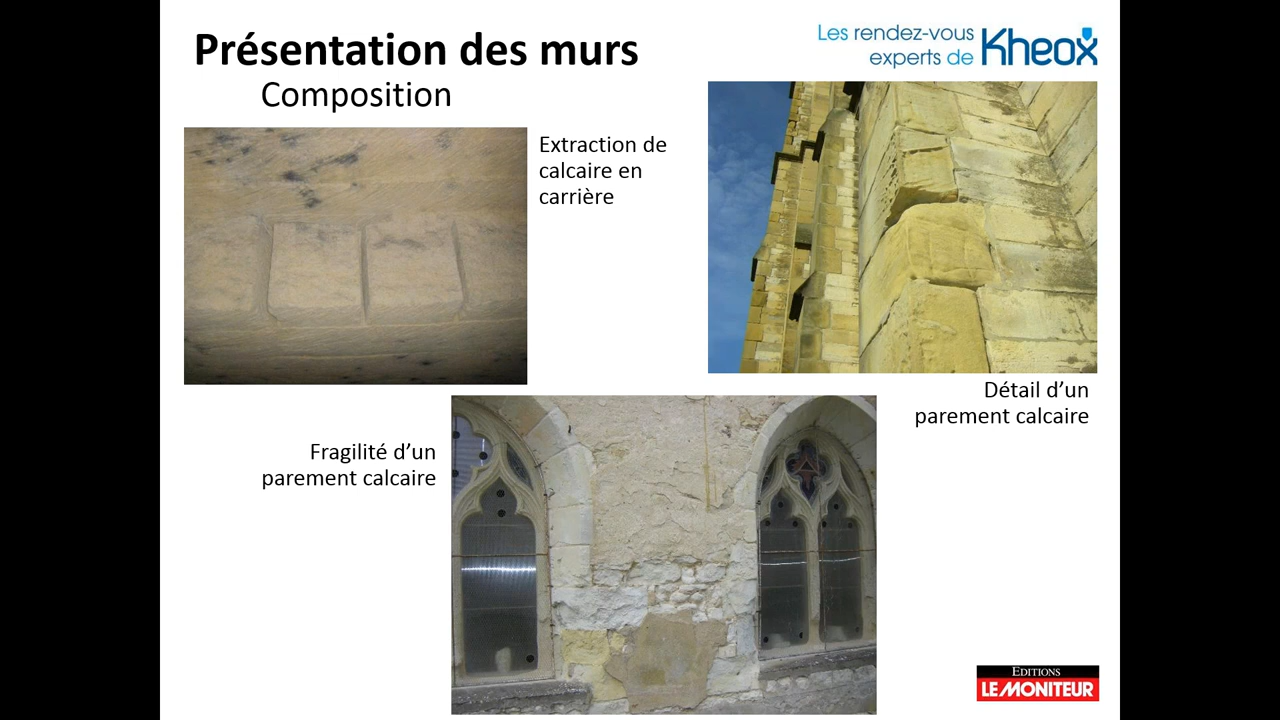 Présentation des murs
Composition
Les rendez-vous
experts de Kheox
Extraction de
calcaire en
carrière
Détail d’un
parement calcaire
Fragilité d’un
parement calcaire
EDITIONS
LE MONITEUR